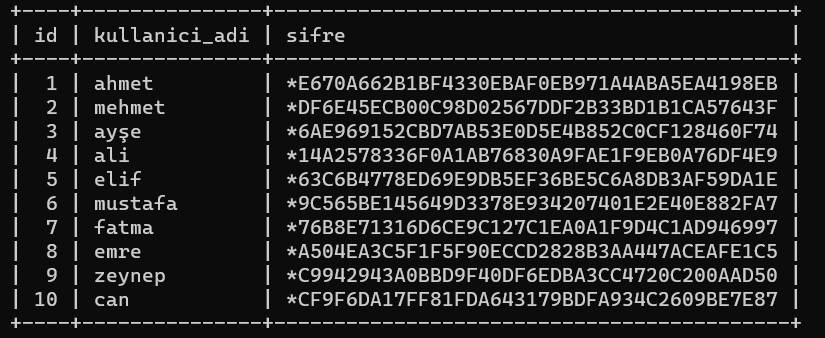 +----+---------------+-------------------------------------------+
| id | kullanici_adi | sifre                                     |
+----+---------------+-------------------------------------------+
|  1 | ahmet         | *E670A662B1BF4330EBAF0EB971A4ABA5EA4198EB |
|  2 | mehmet        | *DF6E45ECB00C98D02567DDF2B33BD1B1CA57643F |
|  3 | ayşe          | *6AE969152CBD7AB53E0D5E4B852C0CF128460F74 |
|  4 | ali           | *14A2578336F0A1AB76830A9FAE1F9EB0A76DF4E9 |
|  5 | elif          | *63C6B4778ED69E9DB5EF36BE5C6A8DB3AF59DA1E |
|  6 | mustafa       | *9C565BE145649D3378E934207401E2E40E882FA7 |
|  7 | fatma         | *76B8E71316D6CE9C127C1EA0A1F9D4C1AD946997 |
|  8 | emre          | *A504EA3C5F1F5F90ECCD2828B3AA447ACEAFE1C5 |
|  9 | zeynep        | *C9942943A0BBD9F40DF6EDBA3CC4720C200AAD50 |
| 10 | can           | *CF9F6DA17FF81FDA643179BDFA934C2609BE7E87 |
+----+---------------+-------------------------------------------+